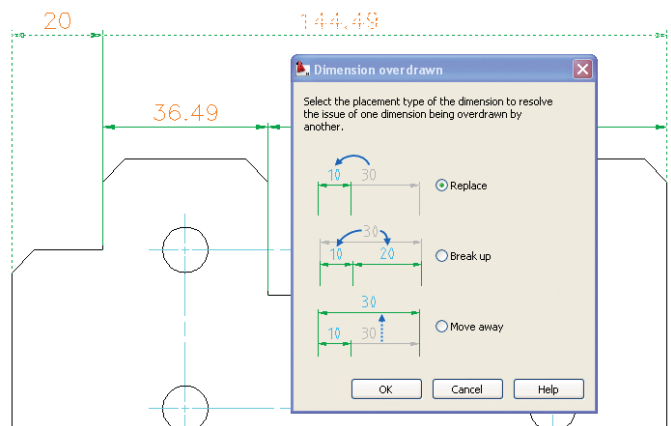 20
144.49
36.49
Dimension overdrawn
Select the placement type of the dimension to resolve
the issue of one dimension being overdrawn by
another.
10 30
Replace
30
10 20
Break up
30
10 30
Move away
OK Cancel Help